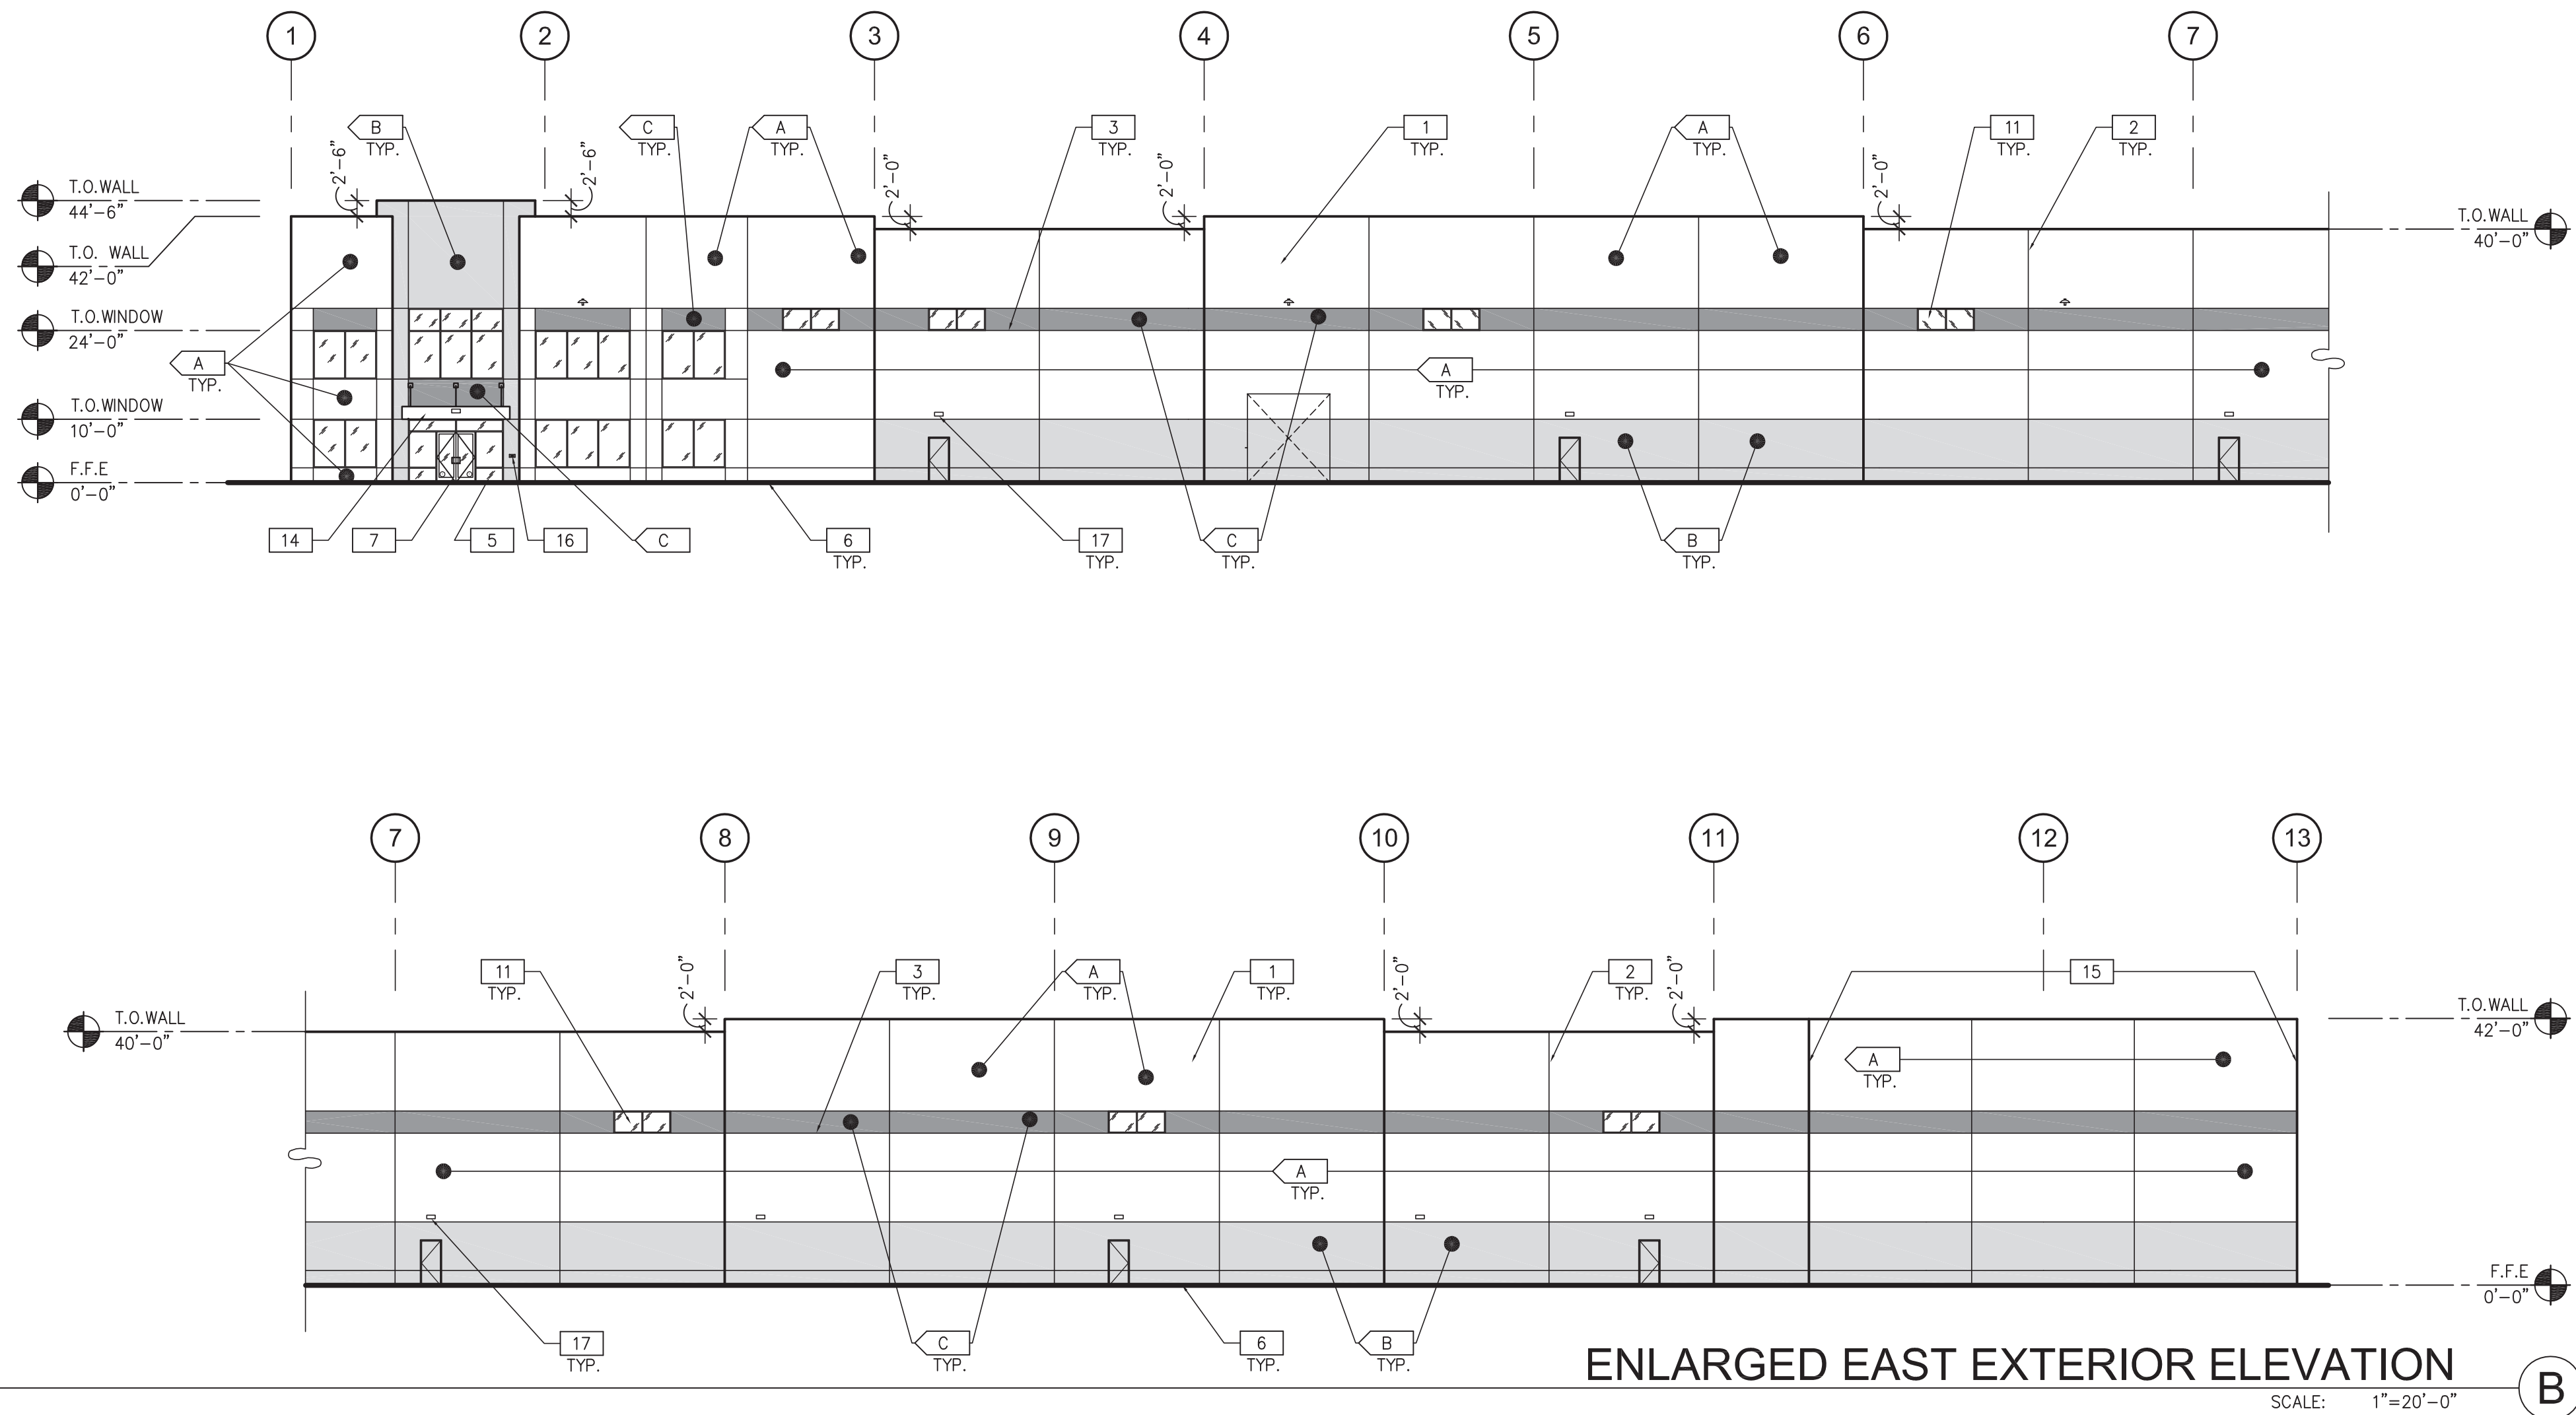 1 2 3 4 5 6 7
B TYP.
C TYP.
A TYP.
3 TYP.
1 TYP.
A TYP.
11 TYP.
2 TYP.
2'-6"
2'-6"
2'-0"
2'-0"
2'-0"
T.O.WALL
44'-6"
T.O. WALL
42'-0"
T.O.WINDOW
24'-0"
T.O.WINDOW
10'-0"
F.F.E
0'-0"
T.O.WALL
40'-0"
A TYP.
A TYP.
14
7
5
16
C
6 TYP.
17 TYP.
C TYP.
B TYP.
7 8 9 10 11 12 13
11 TYP.
2'-0"
3 TYP.
A TYP.
1 TYP.
2'-0"
2 TYP.
2'-0"
15
T.O.WALL
40'-0"
T.O.WALL
42'-0"
A TYP.
A TYP.
F.F.E
0'-0"
17 TYP.
C TYP.
6 TYP.
B TYP.
ENLARGED EAST EXTERIOR ELEVATION
B
SCALE: 1"=20'-0"